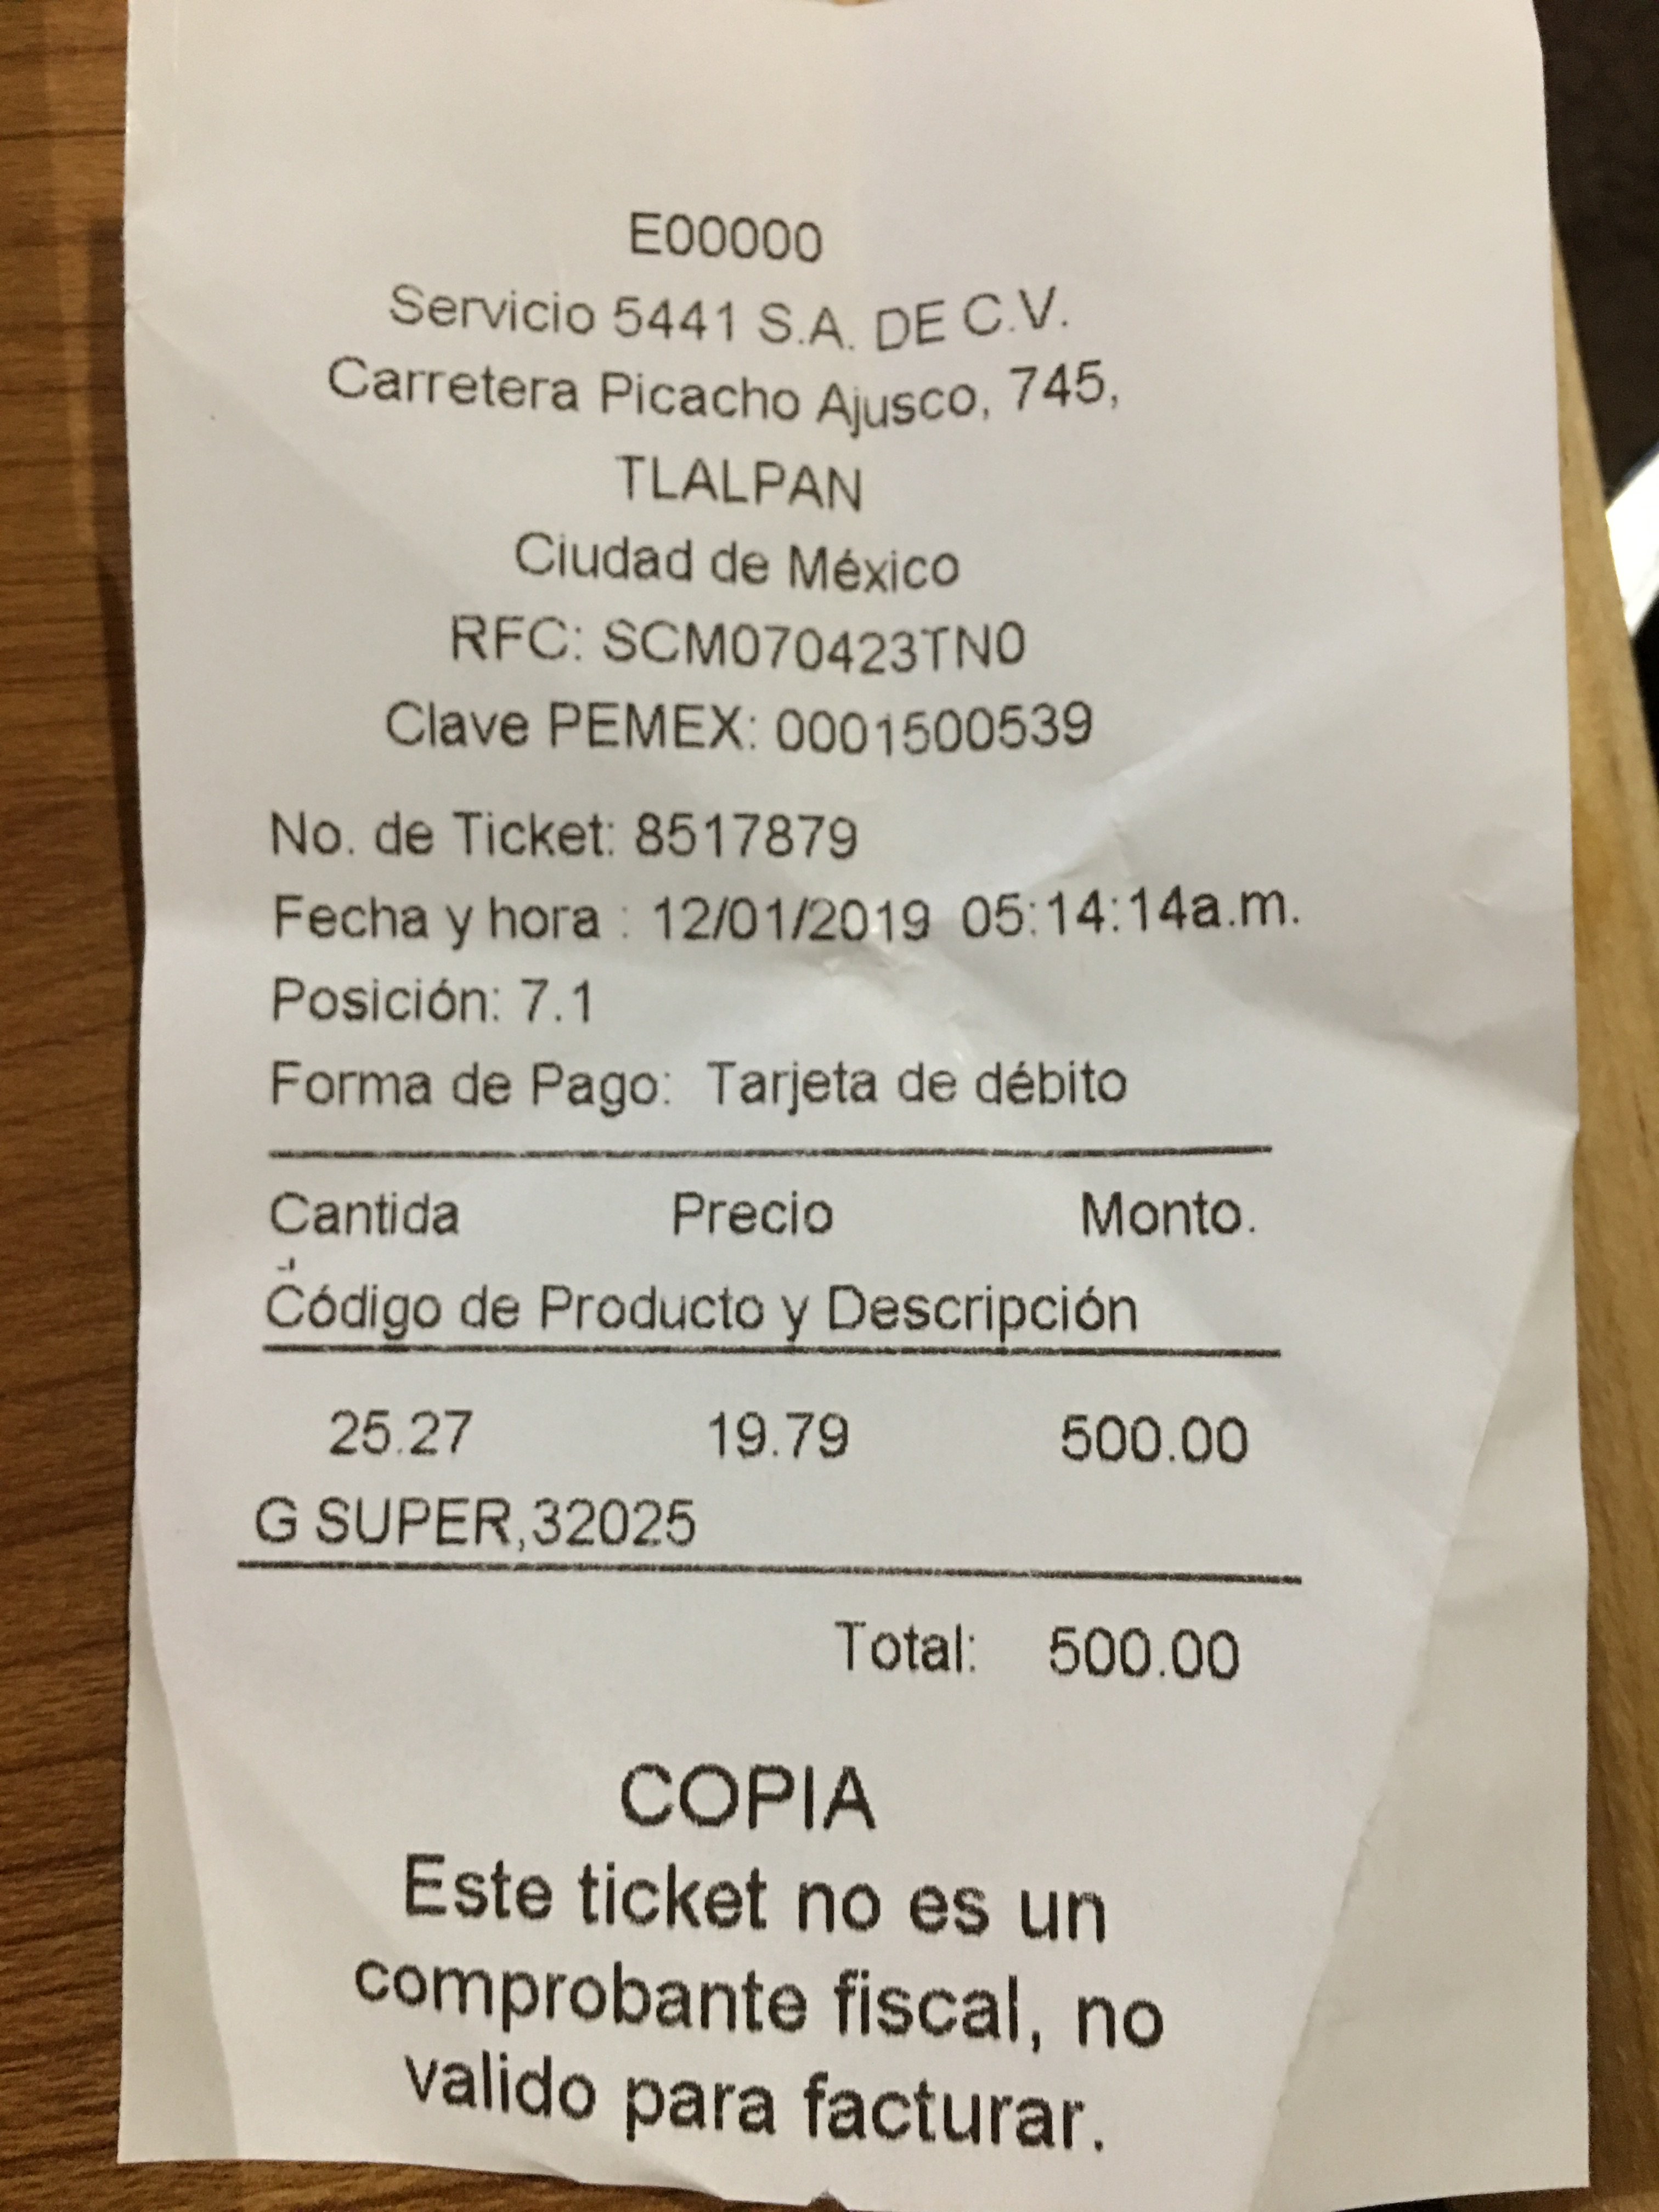 E00000
Servicio 5441 S.A. DE C.V.
Carretera Picacho Ajusco, 745,
TLALPAN
Ciudad de México
RFC: SCM070423TN0
Clave PEMEX: 0001500539
No. de Ticket: 8517879
Fecha y hora : 12/01/2019 05:14:14a.m.
Posición: 7.1
Forma de Pago: Tarjeta de débito
Cantida Precio Monto.
Código de Producto y Descripción
25.27 19.79 500.00
G SUPER,32025
Total: 500.00
COPIA
Este ticket no es un
comprobante fiscal, no
valido para facturar.